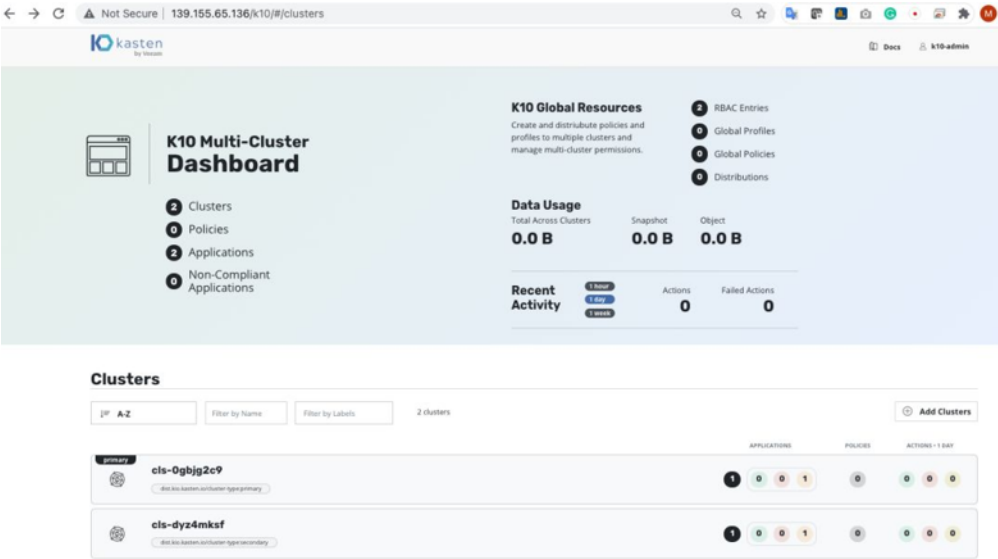 Not Secure | 139.155.65.136/k10/#/clusters
M
kasten
by Veeam
Docs
k10-admin
K10 Multi-Cluster
Dashboard
2 Clusters
0 Policies
2 Applications
0 Non-Compliant
Applications
K10 Global Resources
Create and distriubute policies and
profiles to multiple clusters and
manage multi-cluster permissions.
2 RBAC Entries
0 Global Profiles
0 Global Policies
0 Distributions
Data Usage
Total Across Clusters Snapshot Object
0.0 B 0.0 B 0.0 B
Recent
Activity
1 hour
1 day
1 week
Actions Failed Actions
0 0
Clusters
A-Z Filter by Name Filter by Labels 2 clusters Add Clusters
APPLICATIONS POLICIES ACTIONS • 1 DAY
primary
cls-0gbjg2c9
1 0 0 1 0 0 0 0
dist.kio.kasten.io/cluster-type:primary
cls-dyz4mksf
1 0 0 1 0 0 0 0
dist.kio.kasten.io/cluster-type:secondary